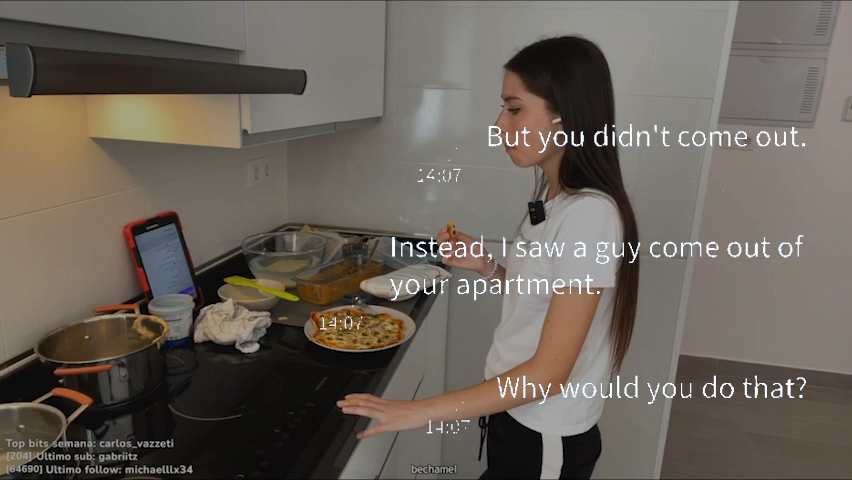 But you didn't come out.
14:07
Instead, I saw a guy come out of
your apartment.
14:07
Why would you do that?
14:07
Top bits semana: carlos_vazzeti
[204] Ultimo sub: gabriitz
[64690] Ultimo follow: michaelllx34
bechamel